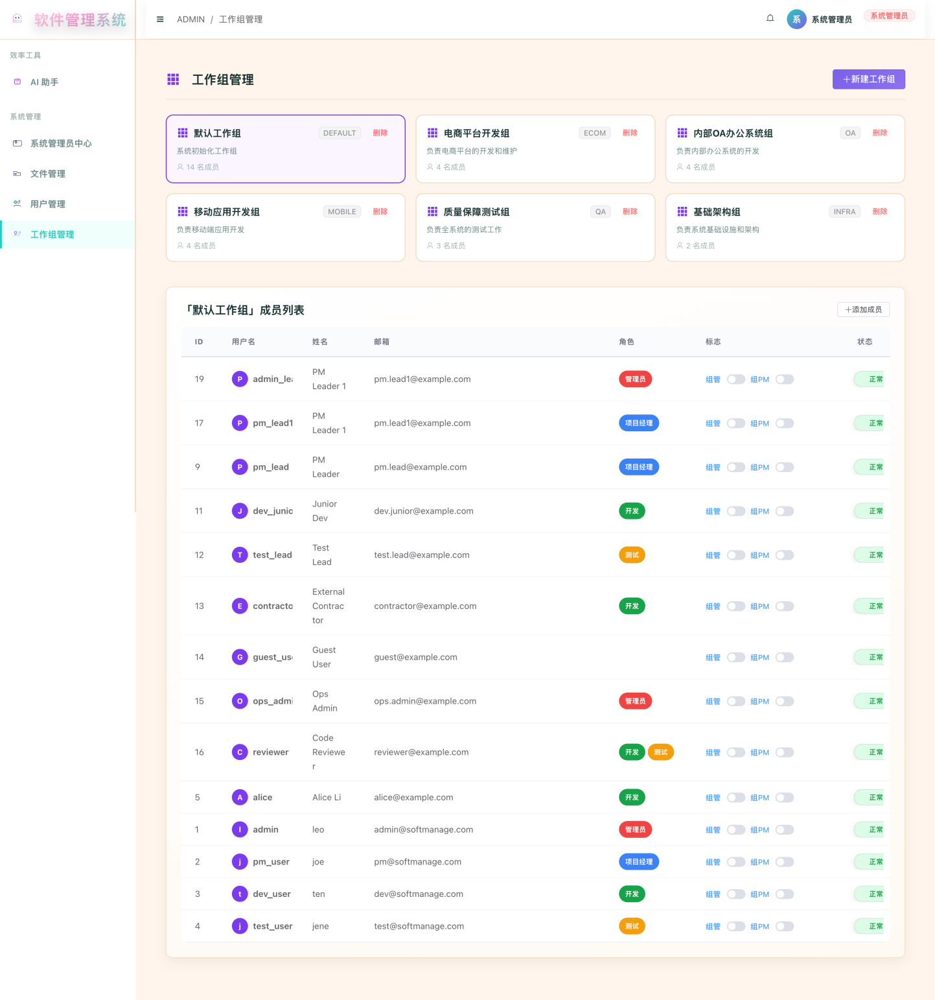 软件管理系统
ADMIN / 工作组管理
系 系统管理员 系统管理员
效率工具
AI 助手
系统管理
系统管理员中心
文件管理
用户管理
工作组管理
工作组管理
+新建工作组
默认工作组 DEFAULT 删除
系统初始化工作组
14 名成员
电商平台开发组 ECOM 删除
负责电商平台的开发和维护
4 名成员
内部OA办公系统组 OA 删除
负责内部办公系统的开发
4 名成员
移动应用开发组 MOBILE 删除
负责移动端应用开发
4 名成员
质量保障测试组 QA 删除
负责全系统的测试工作
3 名成员
基础架构组 INFRA 删除
负责系统基础设施和架构
2 名成员
「默认工作组」成员列表
+添加成员
ID 用户名 姓名 邮箱 角色 标志 状态
19 P admin_lea PM Leader 1 pm.lead1@example.com 管理员 组管 组PM 正常
17 P pm_lead1 PM Leader 1 pm.lead1@example.com 项目经理 组管 组PM 正常
9 P pm_lead PM Leader pm.lead@example.com 项目经理 组管 组PM 正常
11 J dev_junio Junior Dev dev.junior@example.com 开发 组管 组PM 正常
12 T test_lead Test Lead test.lead@example.com 测试 组管 组PM 正常
13 E contracto External Contrac tor contractor@example.com 开发 组管 组PM 正常
14 G guest_use Guest User guest@example.com 组管 组PM 正常
15 O ops_admi Ops Admin ops.admin@example.com 管理员 组管 组PM 正常
16 C reviewer Code Reviewe r reviewer@example.com 开发 测试 组管 组PM 正常
5 A alice Alice Li alice@example.com 开发 组管 组PM 正常
1 l admin leo admin@softmanage.com 管理员 组管 组PM 正常
2 j pm_user joe pm@softmanage.com 项目经理 组管 组PM 正常
3 t dev_user ten dev@softmanage.com 开发 组管 组PM 正常
4 j test_user jene test@softmanage.com 测试 组管 组PM 正常